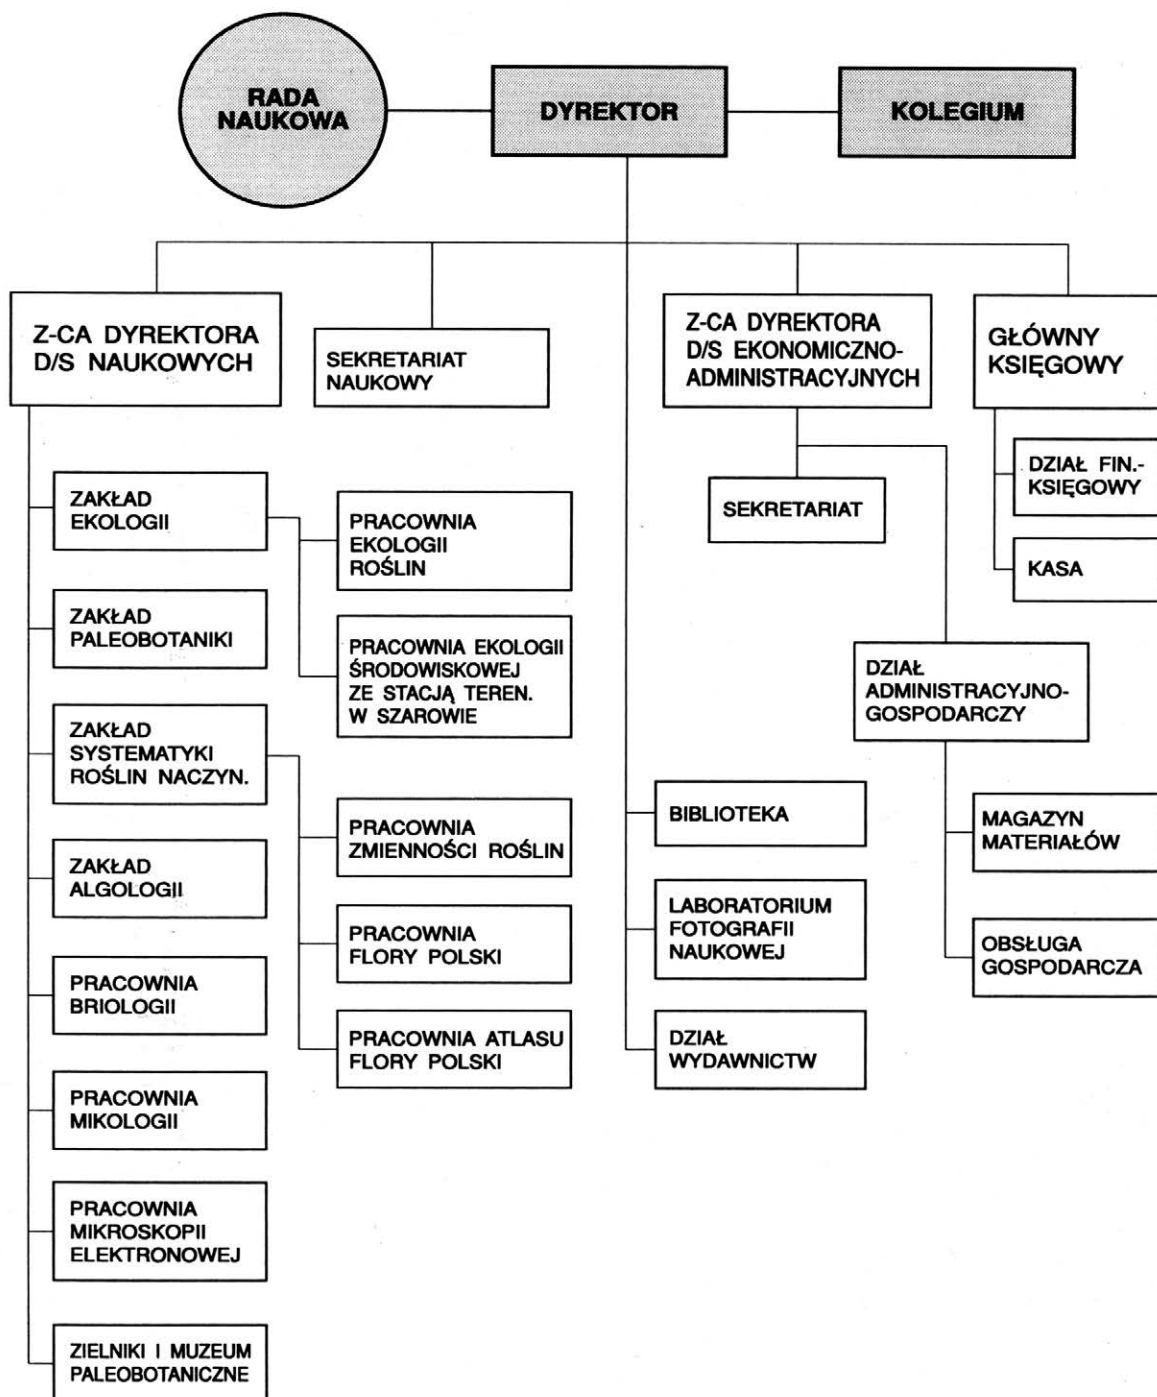 RADA
NAUKOWA
DYREKTOR
KOLEGIUM
Z-CA DYREKTORA
D/S NAUKOWYCH
SEKRETARIAT
NAUKOWY
Z-CA DYREKTORA
D/S EKONOMICZNO-
ADMINISTRACYJNYCH
GŁÓWNY
KSIĘGOWY
DZIAŁ FIN.-
KSIĘGOWY
KASA
SEKRETARIAT
ZAKŁAD
EKOLOGII
PRACOWNIA
EKOLOGII
ROŚLIN
ZAKŁAD
PALEOBOTANIKI
PRACOWNIA EKOLOGII
ŚRODOWISKOWEJ
ZE STACJĄ TEREN.
W SZAROWIE
DZIAŁ
ADMINISTRACYJNO-
GOSPODARCZY
ZAKŁAD
SYSTEMATYKI
ROŚLIN NACZYN.
PRACOWNIA
ZMIENNOŚCI ROŚLIN
BIBLIOTEKA
MAGAZYN
MATERIAŁÓW
ZAKŁAD
ALGOLOGII
PRACOWNIA
FLORY POLSKI
LABORATORIUM
FOTOGRAFII
NAUKOWEJ
OBSŁUGA
GOSPODARCZA
PRACOWNIA
BRIOLOGII
PRACOWNIA ATLASU
FLORY POLSKI
DZIAŁ
WYDAWNICTW
PRACOWNIA
MIKOLOGII
PRACOWNIA
MIKROSKOPII
ELEKTRONOWEJ
ZIELNIKI I MUZEUM
PALEOBOTANICZNE